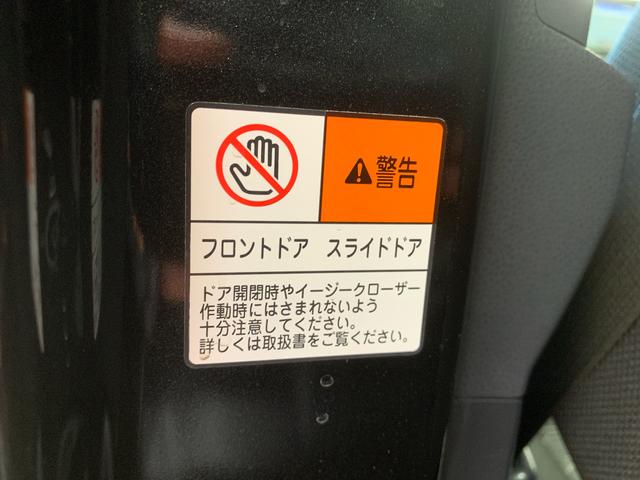 警告
フロントドア スライドドア
ドア開閉時やイージークローザー
作動時にはさまれないよう
十分注意してください。
詳しくは取扱書をご覧ください。